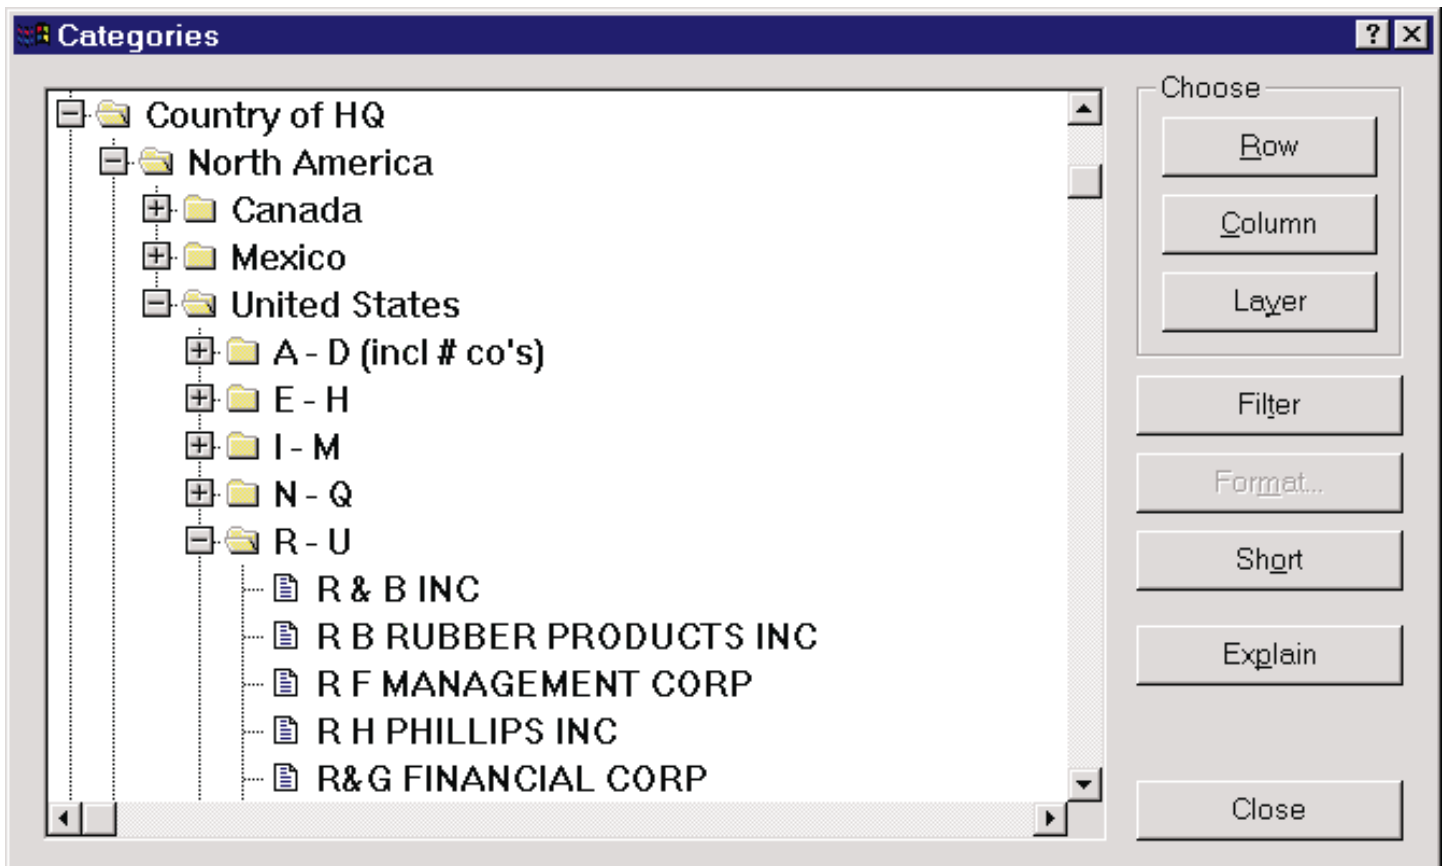 Categories
Country of HQ
North America
Canada
Mexico
United States
A - D (incl # co's)
E - H
I - M
N - Q
R - U
R & B INC
R B RUBBER PRODUCTS INC
R F MANAGEMENT CORP
R H PHILLIPS INC
R&G FINANCIAL CORP
Choose
Row
Column
Layer
Filter
Format...
Short
Explain
Close